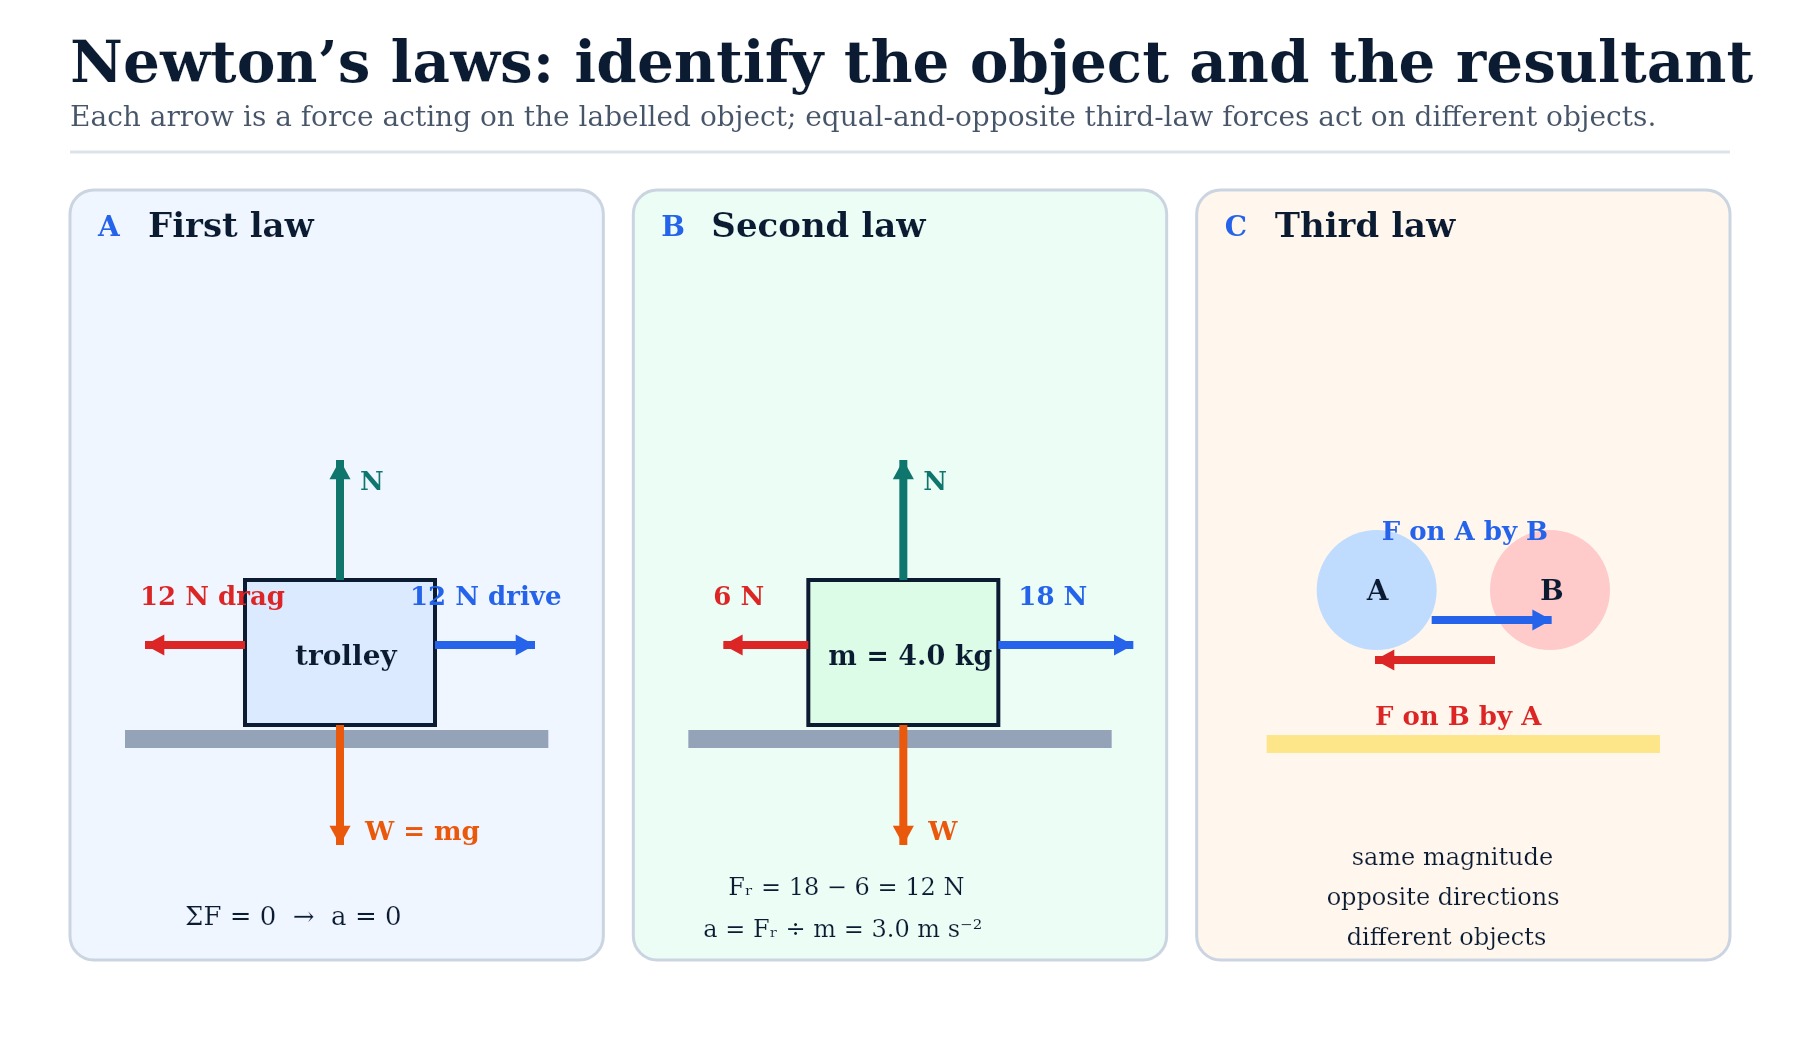 Newton’s laws: identify the object and the resultant
Each arrow is a force acting on the labelled object; equal-and-opposite third-law forces act on different objects.
A First law
N
12 N drag
12 N drive
trolley
W = mg
ΣF = 0 → a = 0
B Second law
N
6 N
18 N
m = 4.0 kg
W
Fᵣ = 18 − 6 = 12 N
a = Fᵣ ÷ m = 3.0 m s⁻²
C Third law
F on A by B
A
B
F on B by A
same magnitude
opposite directions
different objects